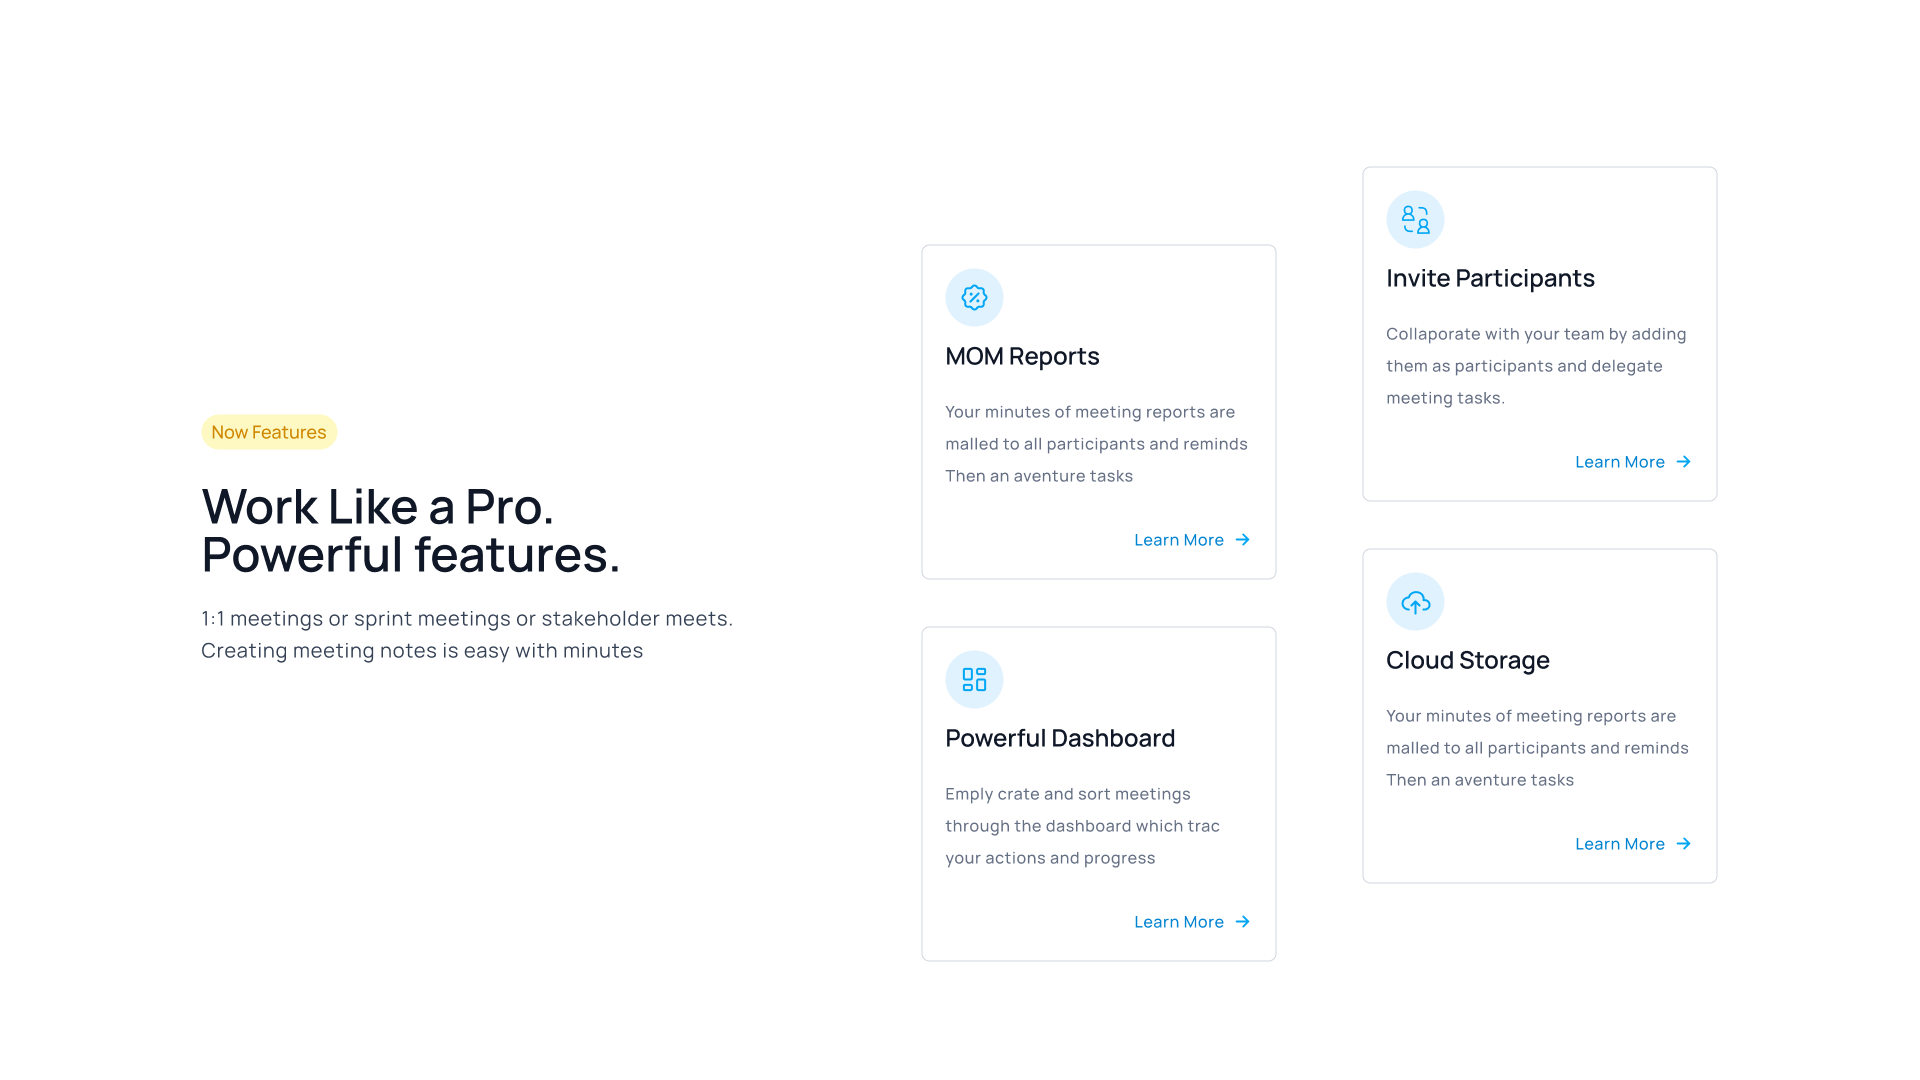 Now Features
Work Like a Pro.
Powerful features.
1:1 meetings or sprint meetings or stakeholder meets.
Creating meeting notes is easy with minutes
MOM Reports
Your minutes of meeting reports are
malled to all participants and reminds
Then an aventure tasks
Learn More
Powerful Dashboard
Emply crate and sort meetings
through the dashboard which trac
your actions and progress
Learn More
Invite Participants
Collaporate with your team by adding
them as participants and delegate
meeting tasks.
Learn More
Cloud Storage
Your minutes of meeting reports are
malled to all participants and reminds
Then an aventure tasks
Learn More